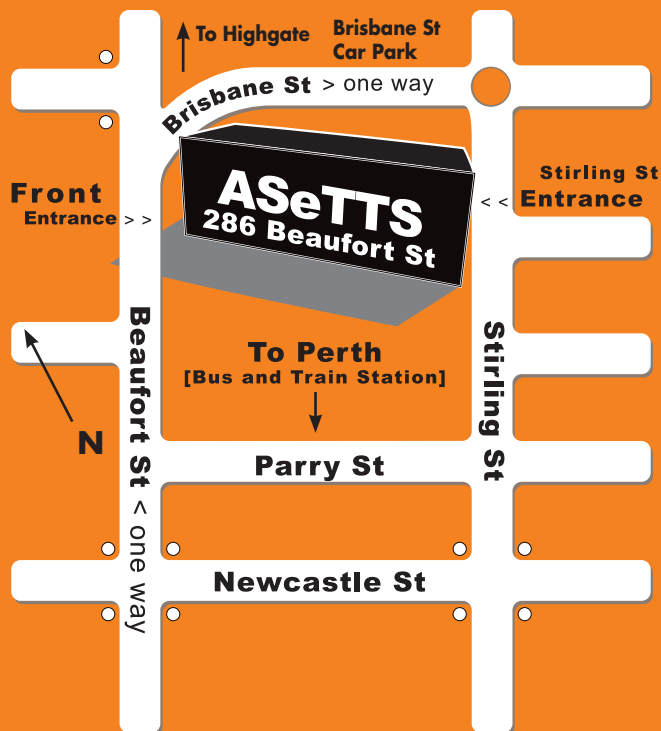 To Highgate
Brisbane St
Car Park
Brisbane St > one way
ASeTTS
286 Beaufort St
Front
Entrance > >
Stirling St
< < Entrance
To Perth
[Bus and Train Station]
N
Beaufort St < one way
Stirling St
Parry St
Newcastle St